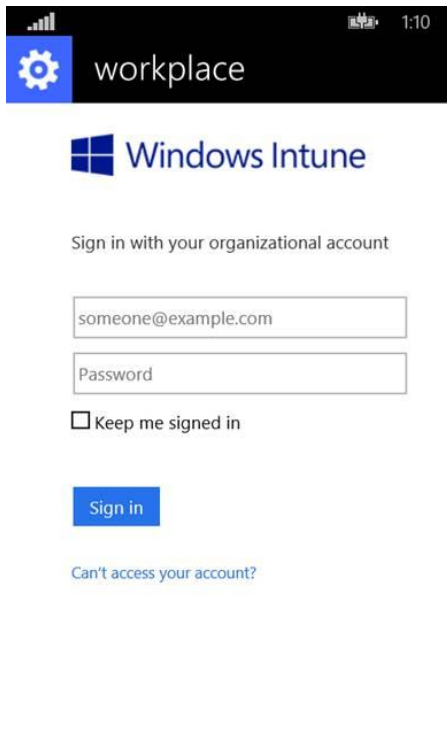 1:10
workplace
Windows Intune
Sign in with your organizational account
someone@example.com
Password
Keep me signed in
Sign in
Can't access your account?